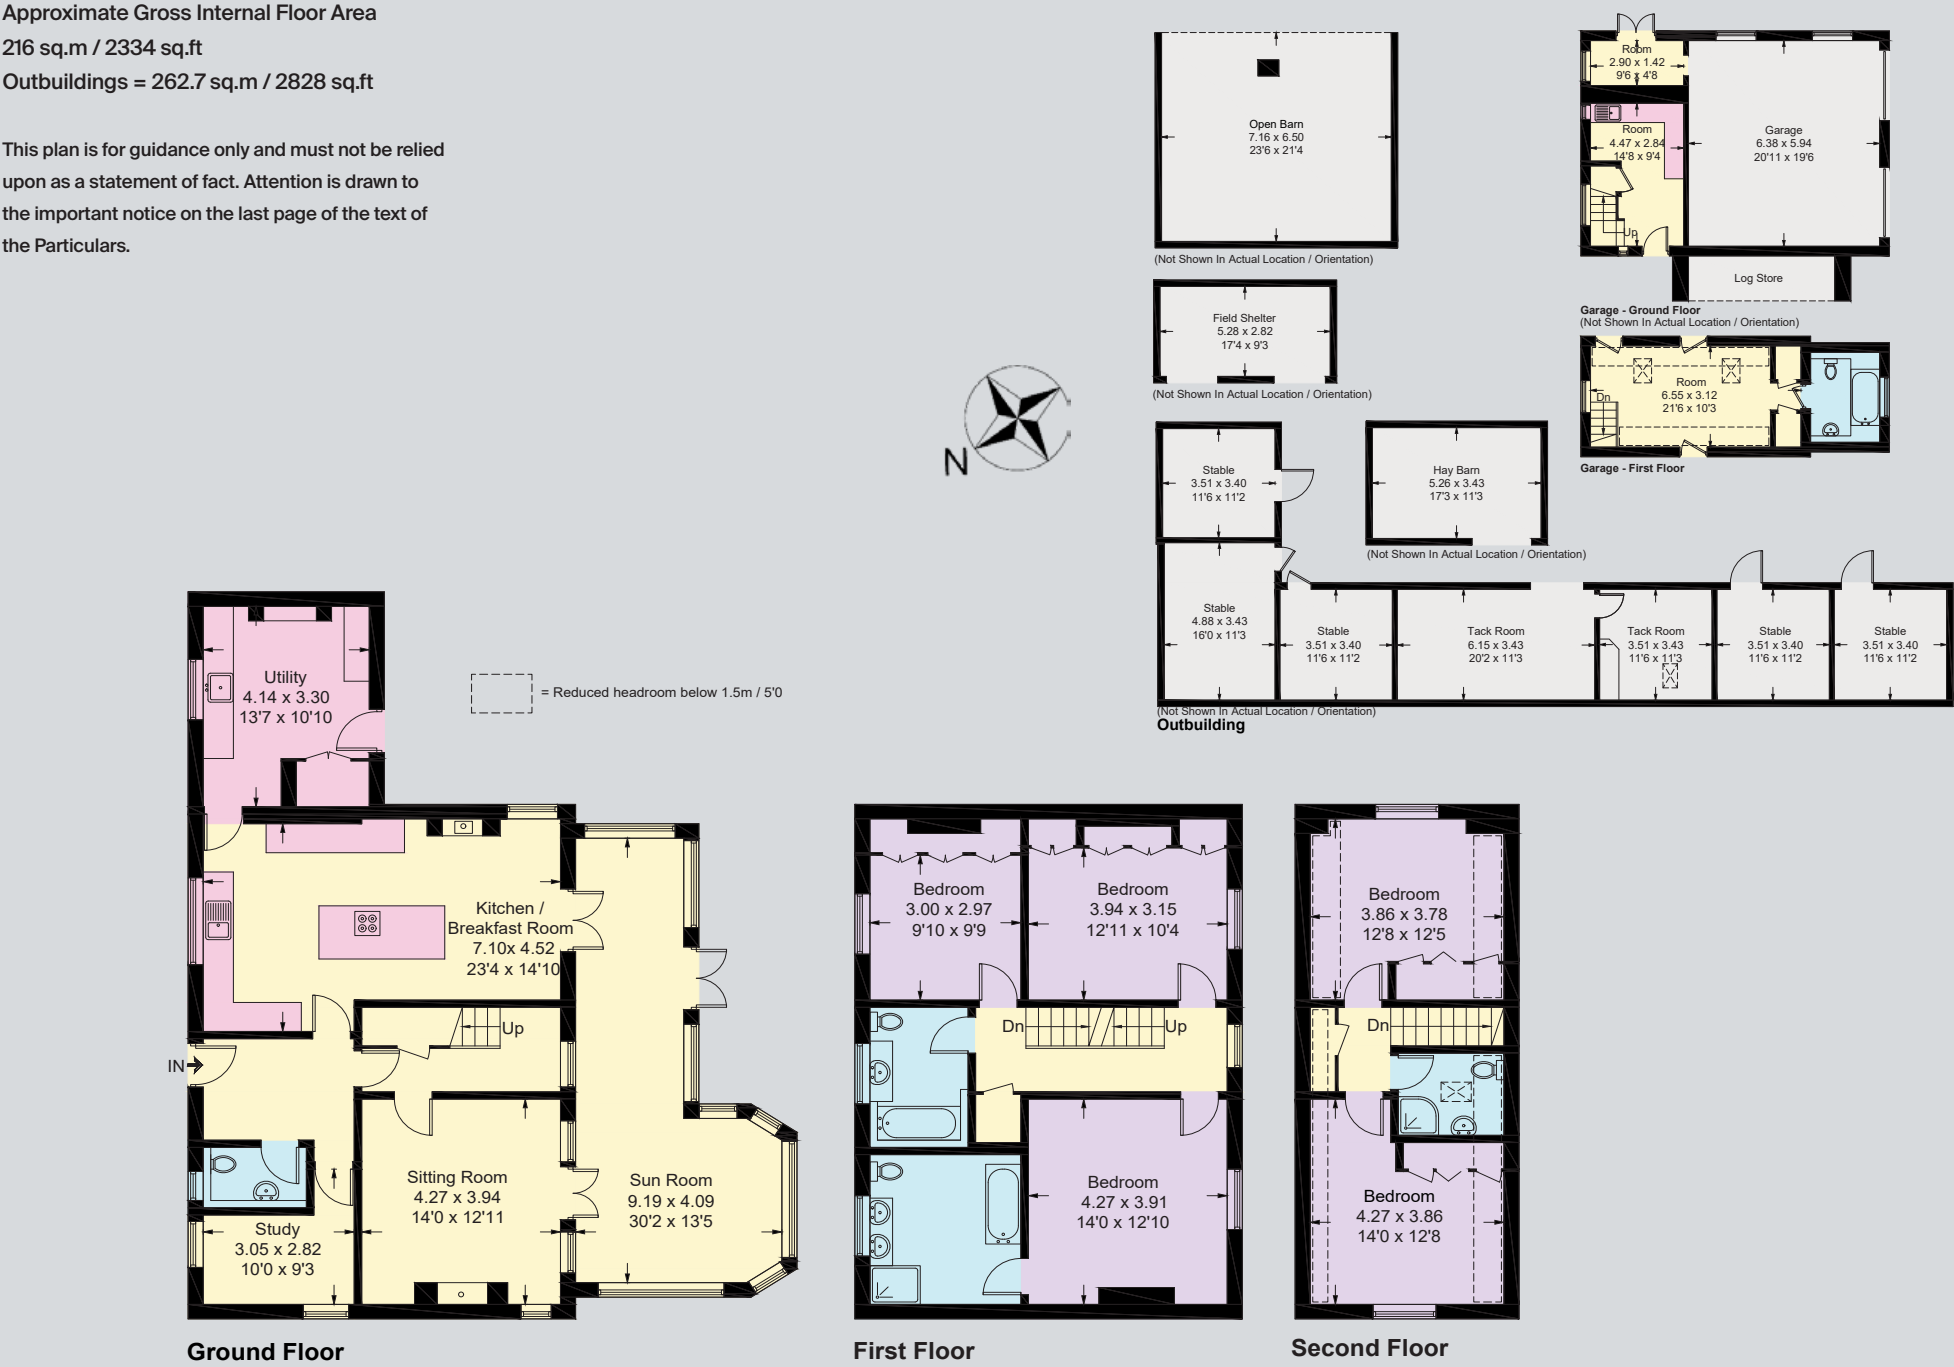 Approximate Gross Internal Floor Area
216 sq.m / 2334 sq.ft
Outbuildings = 262.7 sq.m / 2828 sq.ft
This plan is for guidance only and must not be relied
upon as a statement of fact. Attention is drawn to
the important notice on the last page of the text of
the Particulars.
Open Barn
7.16 x 6.50
23'6 x 21'4
(Not Shown In Actual Location / Orientation)
Room
2.90 x 1.42
9'6 x 4'8
Room
4.47 x 2.84
14'8 x 9'4
Up
Garage
6.38 x 5.94
20'11 x 19'6
Log Store
Garage - Ground Floor
(Not Shown In Actual Location / Orientation)
Field Shelter
5.28 x 2.82
17'4 x 9'3
(Not Shown In Actual Location / Orientation)
Room
6.55 x 3.12
21'6 x 10'3
Dn
Garage - First Floor
N
Stable
3.51 x 3.40
11'6 x 11'2
Hay Barn
5.26 x 3.43
17'3 x 11'3
(Not Shown In Actual Location / Orientation)
Stable
4.88 x 3.43
16'0 x 11'3
Stable
3.51 x 3.40
11'6 x 11'2
Tack Room
6.15 x 3.43
20'2 x 11'3
Tack Room
3.51 x 3.43
11'6 x 11'3
Stable
3.51 x 3.40
11'6 x 11'2
Stable
3.51 x 3.40
11'6 x 11'2
(Not Shown In Actual Location / Orientation)
Outbuilding
= Reduced headroom below 1.5m / 5'0
Utility
4.14 x 3.30
13'7 x 10'10
Kitchen /
Breakfast Room
7.10x 4.52
23'4 x 14'10
Up
IN
Sitting Room
4.27 x 3.94
14'0 x 12'11
Sun Room
9.19 x 4.09
30'2 x 13'5
Study
3.05 x 2.82
10'0 x 9'3
Ground Floor
Bedroom
3.00 x 2.97
9'10 x 9'9
Bedroom
3.94 x 3.15
12'11 x 10'4
Dn
Up
Bedroom
4.27 x 3.91
14'0 x 12'10
First Floor
Bedroom
3.86 x 3.78
12'8 x 12'5
Dn
Bedroom
4.27 x 3.86
14'0 x 12'8
Second Floor